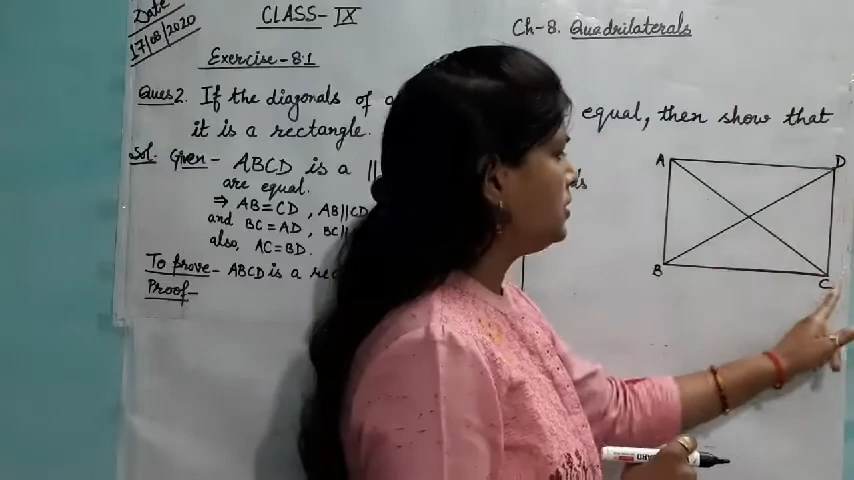 Date
17/08/2020
CLASS- IX
Ch-8. Quadrilaterals
Exercise-8.1
Ques2. If the diagonals of a equal, then show that
it is a rectangle.
Sol. Given- ABCD is a ||
are equal.
⇒ AB=CD, AB||CD
and BC=AD, BC||
also, AC=BD.
To prove- ABCD is a rec
Proof-
A D
B C